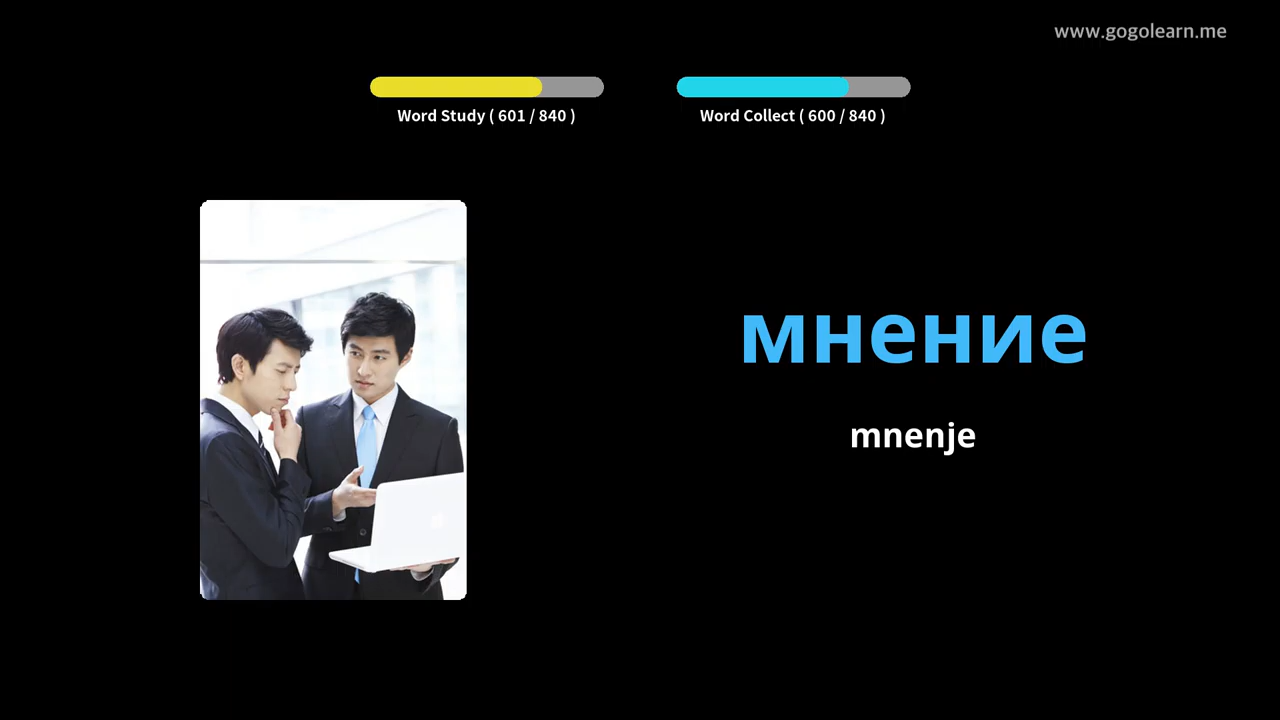 www.gogolearn.me
Word Study ( 601 / 840 )
Word Collect ( 600 / 840 )
мнение
mnenje